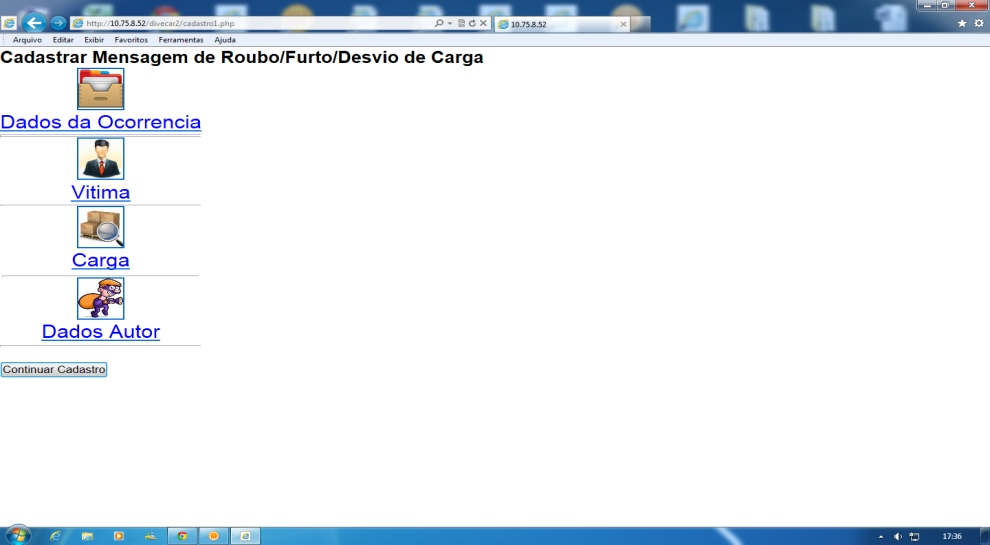 http://10.75.8.52/divecar2/cadastro1.php
10.75.8.52
Arquivo Editar Exibir Favoritos Ferramentas Ajuda
Cadastrar Mensagem de Roubo/Furto/Desvio de Carga
Dados da Ocorrencia
Vitima
Carga
Dados Autor
Continuar Cadastro
17:36